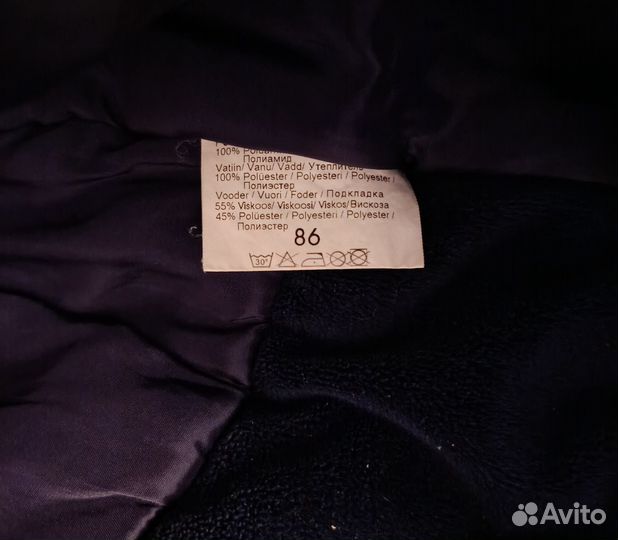 100%
Полиамид
Vatiin/ Vanu/ Vadd/ Утеплитель
100% Polüester / Polyesteri / Polyester /
Полиэстер
Vooder / Vuori / Foder / Подкладка
55% Viskoos/ Viskoosi/ Viskos/ Вискоза
45% Polüester / Polyesteri / Polyester /
Полиэстер
86
30°
Avito